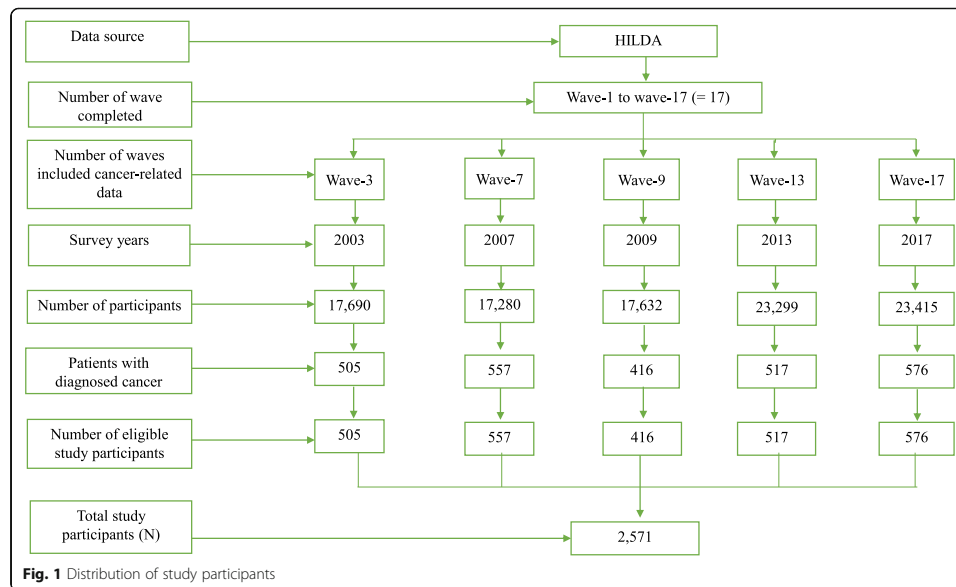 Data source
HILDA
Number of wave
completed
Wave-1 to wave-17 (= 17)
Number of waves
included cancer-related
data
Wave-3
Wave-7
Wave-9
Wave-13
Wave-17
Survey years
2003
2007
2009
2013
2017
Number of participants
17,690
17,280
17,632
23,299
23,415
Patients with
diagnosed cancer
505
557
416
517
576
Number of eligible
study participants
505
557
416
517
576
Total study
participants (N)
2,571
Fig. 1 Distribution of study participants